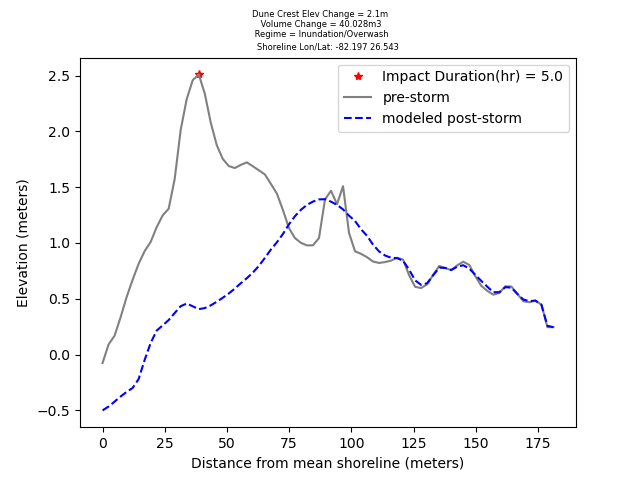 Dune Crest Elev Change = 2.1m
Volume Change = 40.028m3
Regime = Inundation/Overwash
Shoreline Lon/Lat: -82.197 26.543
Impact Duration(hr) = 5.0
pre-storm
modeled post-storm
Elevation (meters)
2.5
2.0
1.5
1.0
0.5
0.0
−0.5
0 25 50 75 100 125 150 175
Distance from mean shoreline (meters)